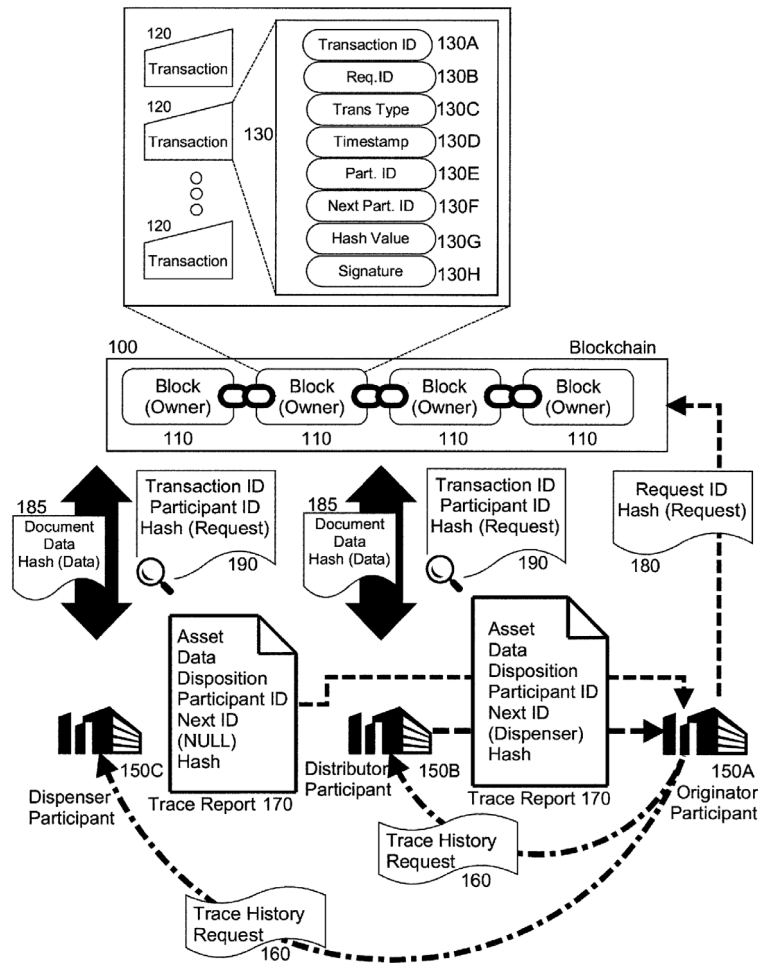 120
Transaction
120
Transaction
120
Transaction
130
Transaction ID 130A
Req.ID 130B
Trans Type 130C
Timestamp 130D
Part. ID 130E
Next Part. ID 130F
Hash Value 130G
Signature 130H
100
Blockchain
Block
(Owner)
110
Block
(Owner)
110
Block
(Owner)
110
Block
(Owner)
110
185
Document
Data
Hash (Data)
Transaction ID
Participant ID
Hash (Request)
190
185
Document
Data
Hash (Data)
Transaction ID
Participant ID
Hash (Request)
190
Request ID
Hash (Request)
180
Asset
Data
Disposition
Participant ID
Next ID
(NULL)
Hash
Trace Report 170
Asset
Data
Disposition
Participant ID
Next ID
(Dispenser)
Hash
Trace Report 170
150C
Dispenser
Participant
150B
Distributor
Participant
150A
Originator
Participant
Trace History
Request
160
Trace History
Request
160